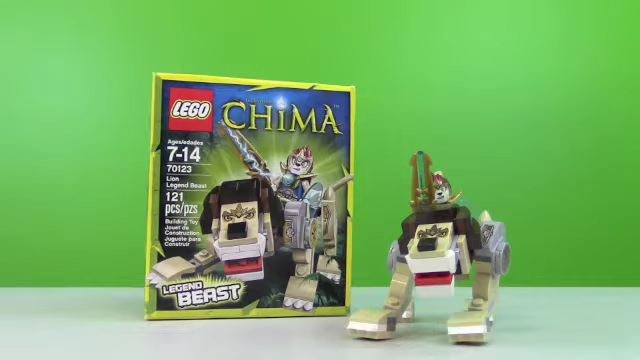 LEGO
CHIMA
™
Ages/edades
7-14
70123
Lion
Legend Beast
121
pcs/pzs
Building Toy
Jouet de
Construction
Juguete para
Construir
LEGEND
BEAST